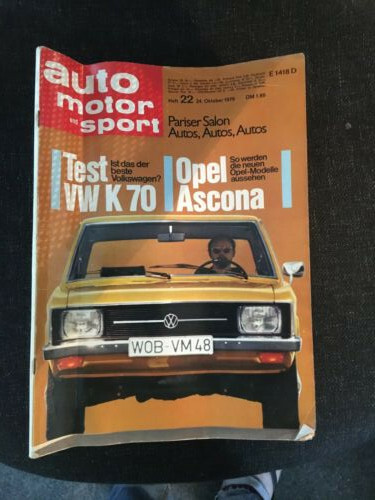 auto
motor
und
sport
E 1418 D
Heft 22 24. Oktober 1970 DM 1.80
Pariser Salon
Autos, Autos, Autos
Test
VW K 70
Ist das der
beste
Volkswagen?
Opel
Ascona
So werden
die neuen
Opel-Modelle
aussehen
WOB-VM 48